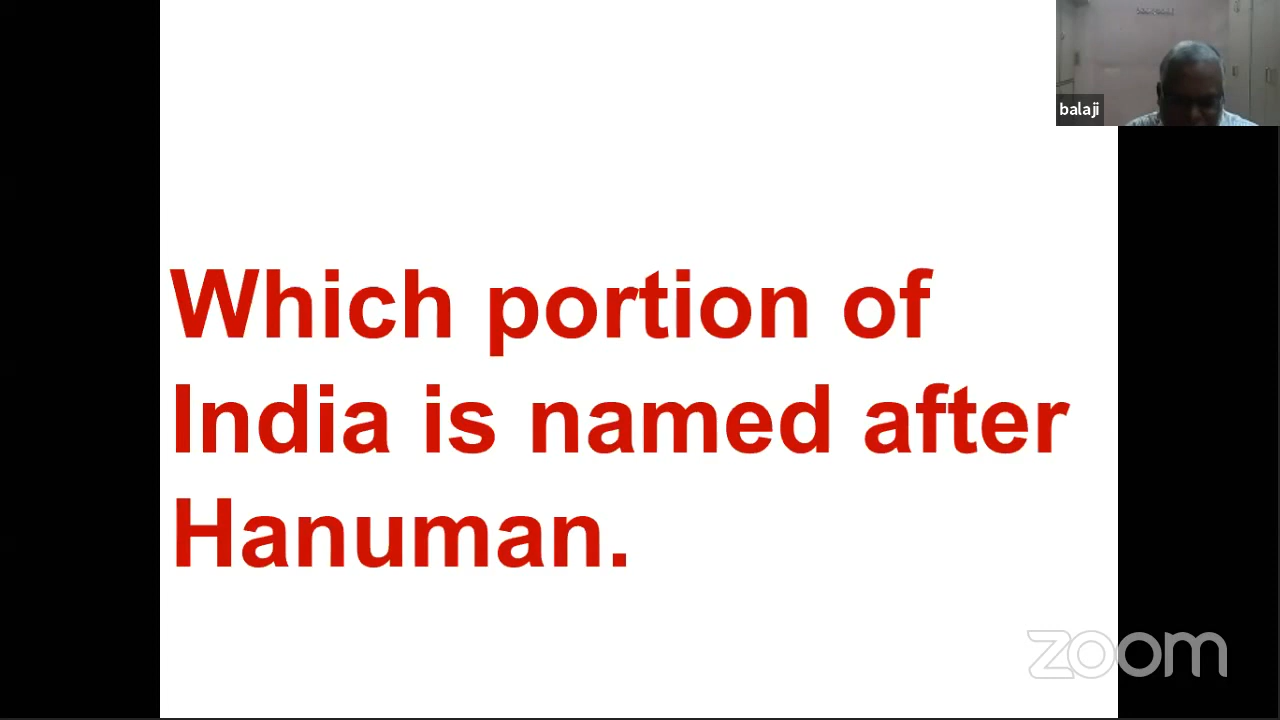 balaji
Which portion of
India is named after
Hanuman.
zoom